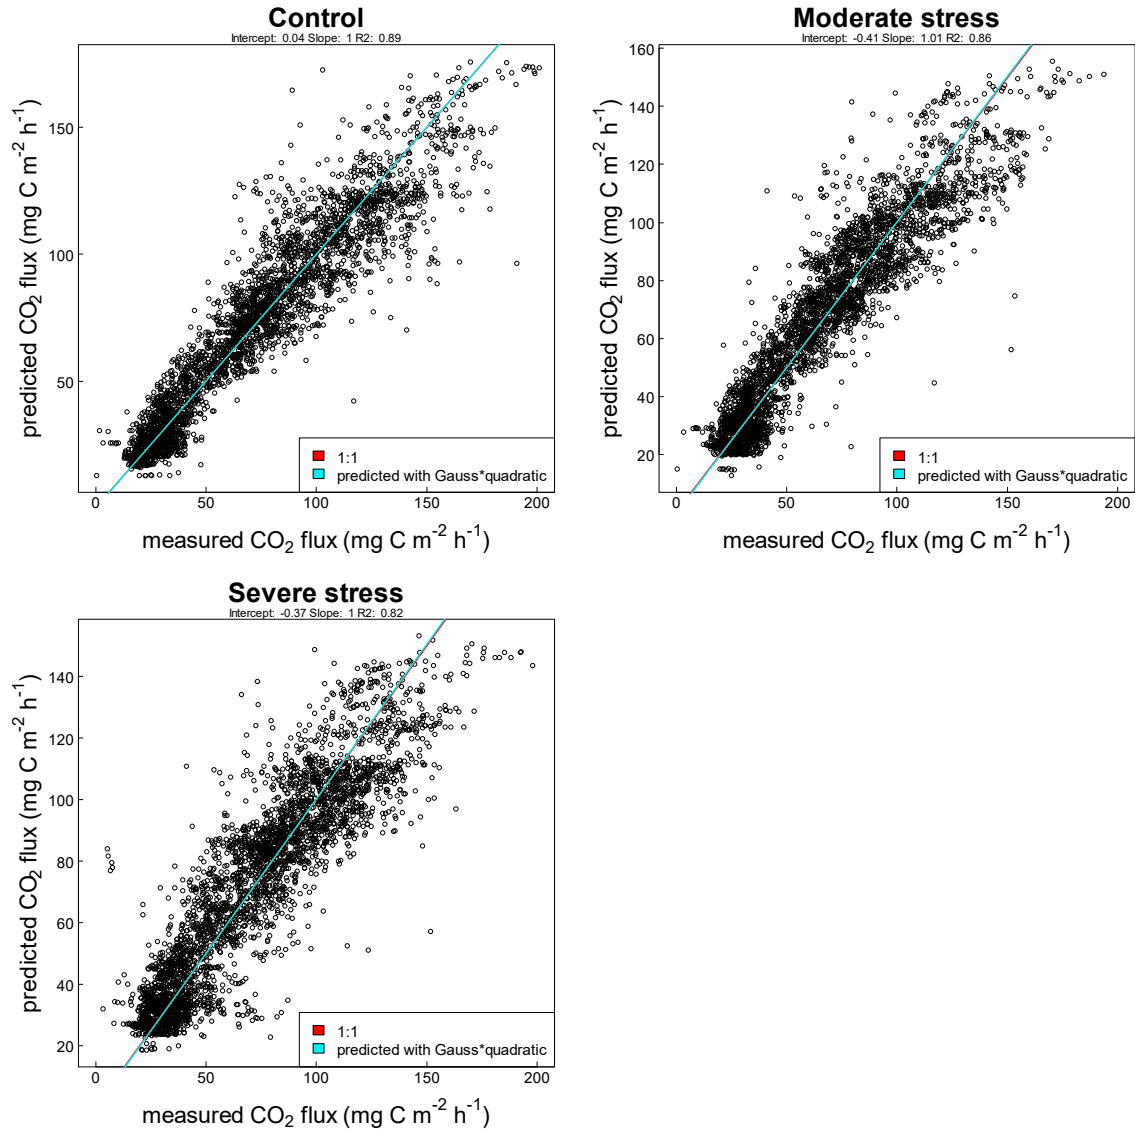 Control
Intercept: 0.04 Slope: 1 R2: 0.89
150
100
50
predicted CO₂ flux (mg C m⁻² h⁻¹)
1:1
predicted with Gauss*quadratic
0 50 100 150 200
measured CO₂ flux (mg C m⁻² h⁻¹)
Moderate stress
Intercept: -0.41 Slope: 1.01 R2: 0.86
160
140
120
100
80
60
40
20
predicted CO₂ flux (mg C m⁻² h⁻¹)
1:1
predicted with Gauss*quadratic
0 50 100 150 200
measured CO₂ flux (mg C m⁻² h⁻¹)
Severe stress
Intercept: -0.37 Slope: 1 R2: 0.82
140
120
100
80
60
40
20
predicted CO₂ flux (mg C m⁻² h⁻¹)
1:1
predicted with Gauss*quadratic
0 50 100 150 200
measured CO₂ flux (mg C m⁻² h⁻¹)